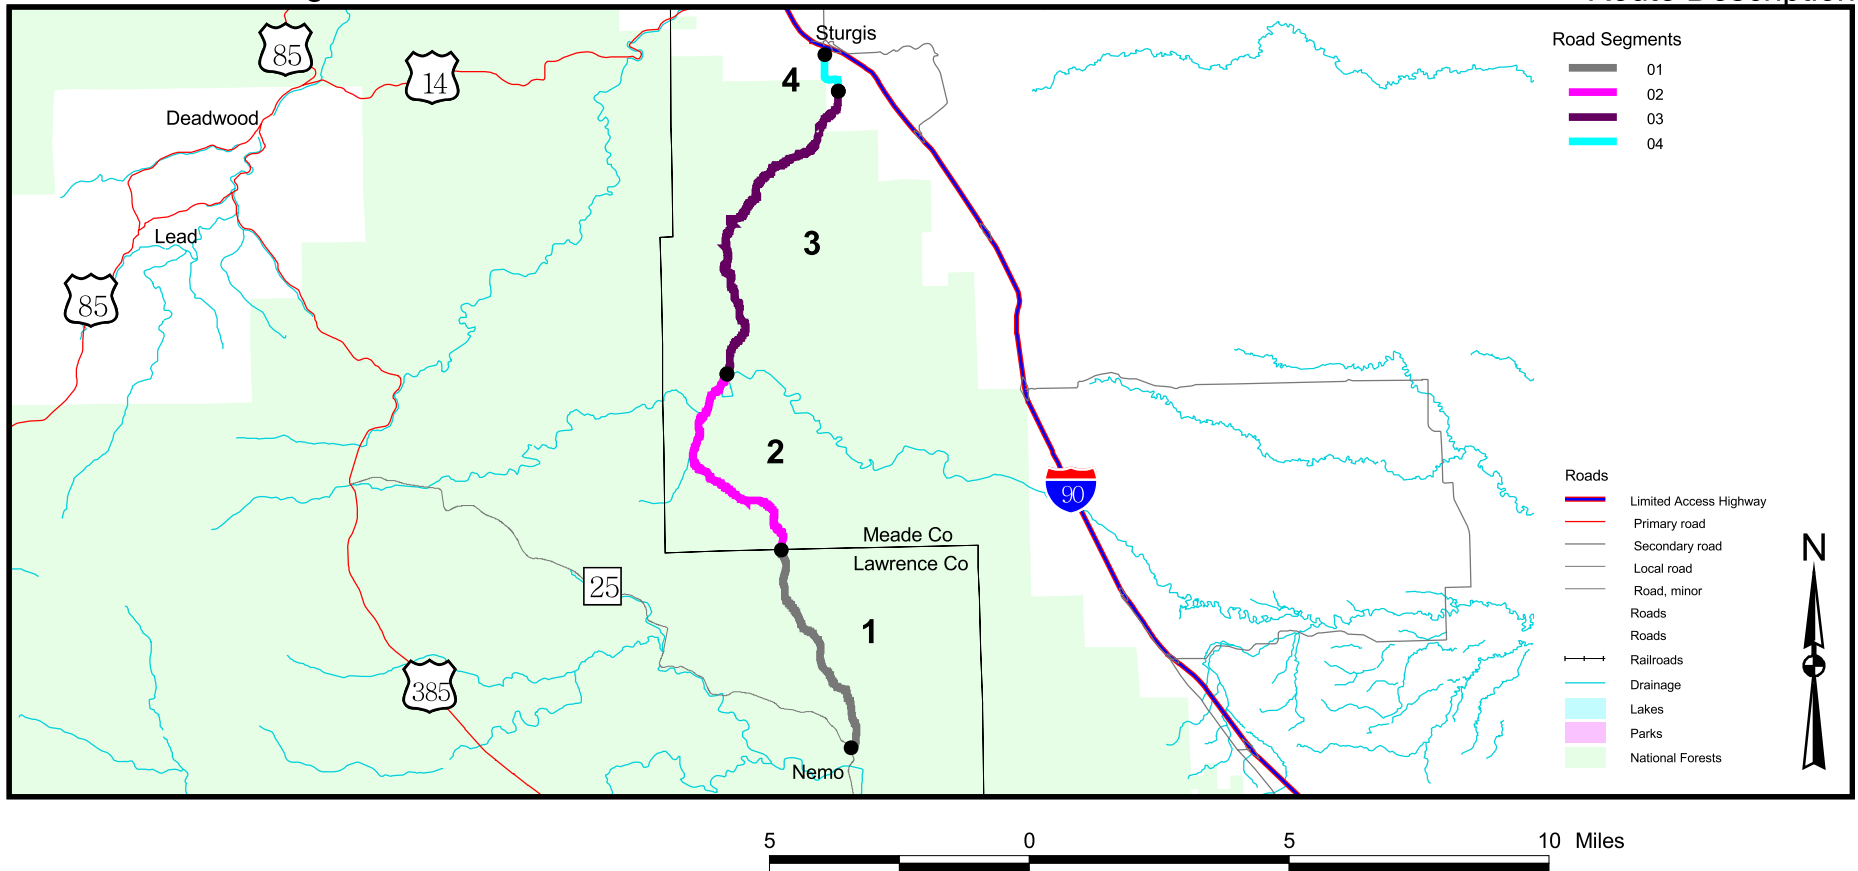 Sturgis
Road Segments
85
4
01
14
02
Deadwood
03
04
Lead
3
85
2
Roads
90
Limited Access Highway
Primary road
Meade Co
Secondary road
N
Lawrence Co
Local road
25
Road, minor
Roads
1
Roads
Railroads
385
Drainage
Lakes
Parks
Nemo
National Forests
5 0 5 10 Miles